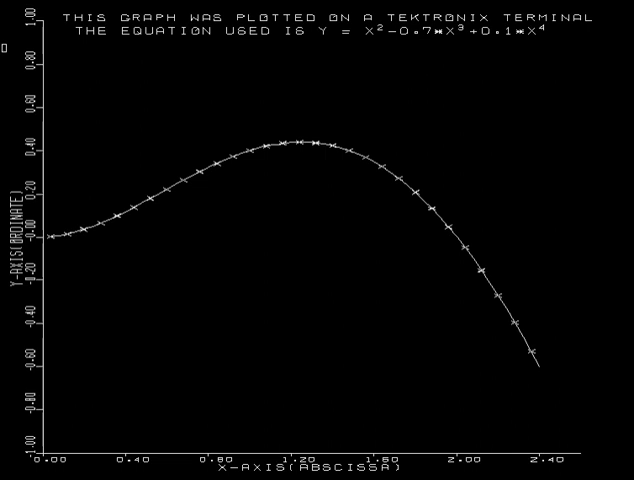 THIS GRAPH WAS PLOTTED ON A TEKTRONIX TERMINAL
THE EQUATION USED IS Y = X²-0.7*X³+0.1*X⁴
1.00
0.80
0.60
0.40
0.20
-0.00
-0.20
-0.40
-0.60
-0.80
-1.00
Y-AXIS(ORDINATE)
0.00 0.40 0.80 1.20 1.60 2.00 2.40
X-AXIS(ABSCISSA)